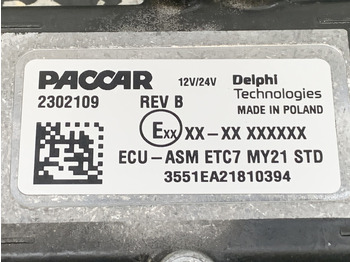 PACCAR 12V/24V Delphi
Technologies
2302109 REV B MADE IN POLAND
Exx XX-XX XXXXXX
ECU-ASM ETC7 MY21 STD
3551EA21810394